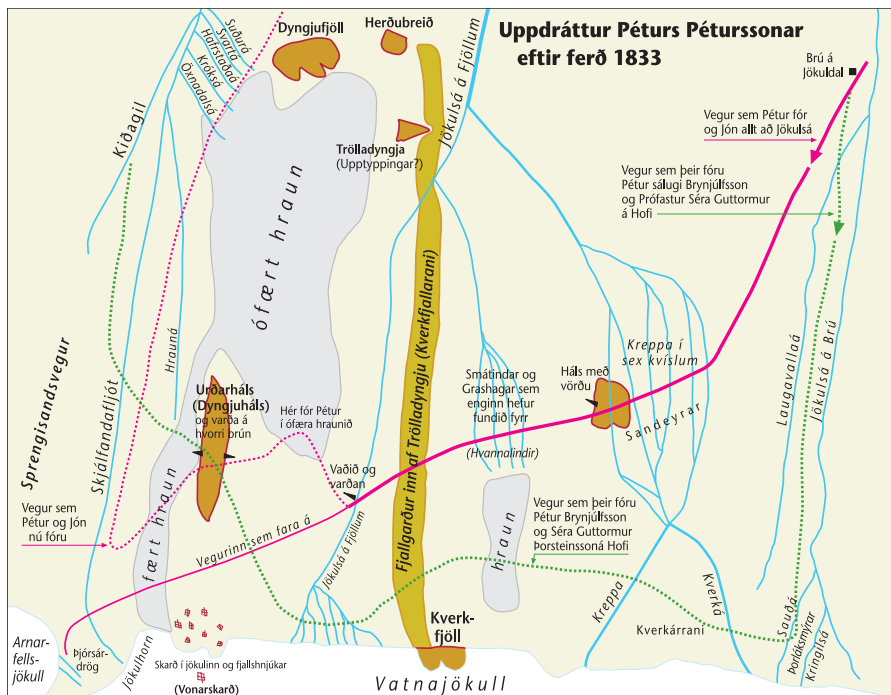 Uppdráttur Péturs Péturssonar
eftir ferð 1833
Dyngjufjöll
Herðubreið
Suðurá
Svartá
Hafrstaðaá
Króksá
Öxnadalsá
Kiðagil
Jökulsá á Fjöllum
Brú á
Jökuldal
Vegur sem Pétur fór
og Jón allt að Jökulsá
Vegur sem þeir fóru
Pétur sálugi Brynjúlfsson
og Prófastur Séra Guttormur
á Hofi
Trölladyngja
(Upptyppingar?)
ófært hraun
Fjallgarður inn af Trölladyngju (Kverkfjallarani)
Hrauná
Sprengisandsvegur
Skjálfandafljót
Urðarháls
(Dyngjuháls)
og varða á
hvorri brún
Hér fór Pétur
í ófæra hraunið
Smátindar og
Grashagar sem
enginn hefur
fundið fyrr
(Hvannalindir)
Háls með
vörðu
Kreppa í
sex kvíslum
Sandeyrar
Laugavallaá
Jökulsá á Brú
Vaðið og
varðan
Vegur sem
Pétur og Jón
nú fóru
fært hraun
Vegurinn sem fara á
Jökulsá á Fjöllum
hraun
Vegur sem þeir fóru
Pétur Brynjúlfsson
og Séra Guttormur
Þorsteinssoná Hofi
Kreppa
Kverká
Kverkárrani
Sauðá
Þorláksmýrar
Kringilsá
Kverk-
fjöll
Arnar-
fells-
jökull
Þjórsár-
drög
Jökulhorn
Skarð í jökulinn og fjallshnjúkar
(Vonarskarð)
Vatnajökull